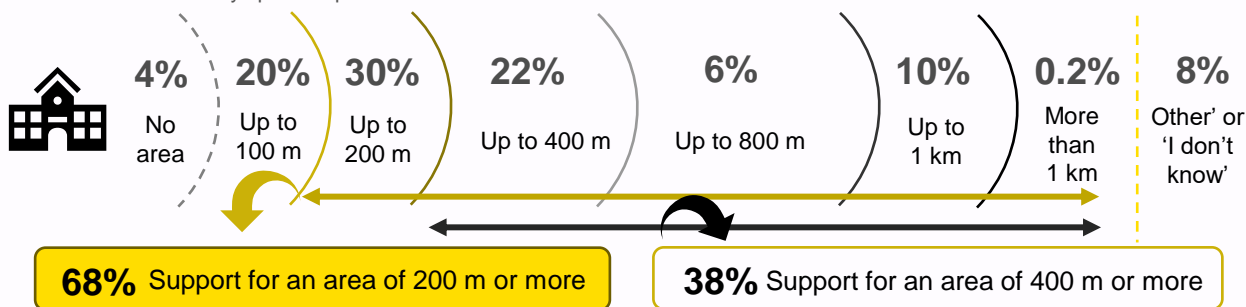 4%
No
area
20%
Up to
100 m
30%
Up to
200 m
22%
Up to 400 m
6%
Up to 800 m
10%
Up to
1 km
0.2%
More
than
1 km
8%
Other’ or
‘I don’t
know’
68% Support for an area of 200 m or more
38% Support for an area of 400 m or more